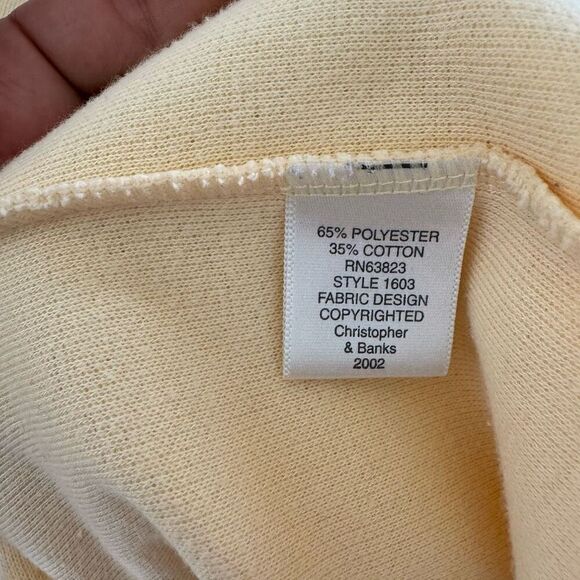 65% POLYESTER
35% COTTON
RN63823
STYLE 1603
FABRIC DESIGN
COPYRIGHTED
Christopher
& Banks
2002